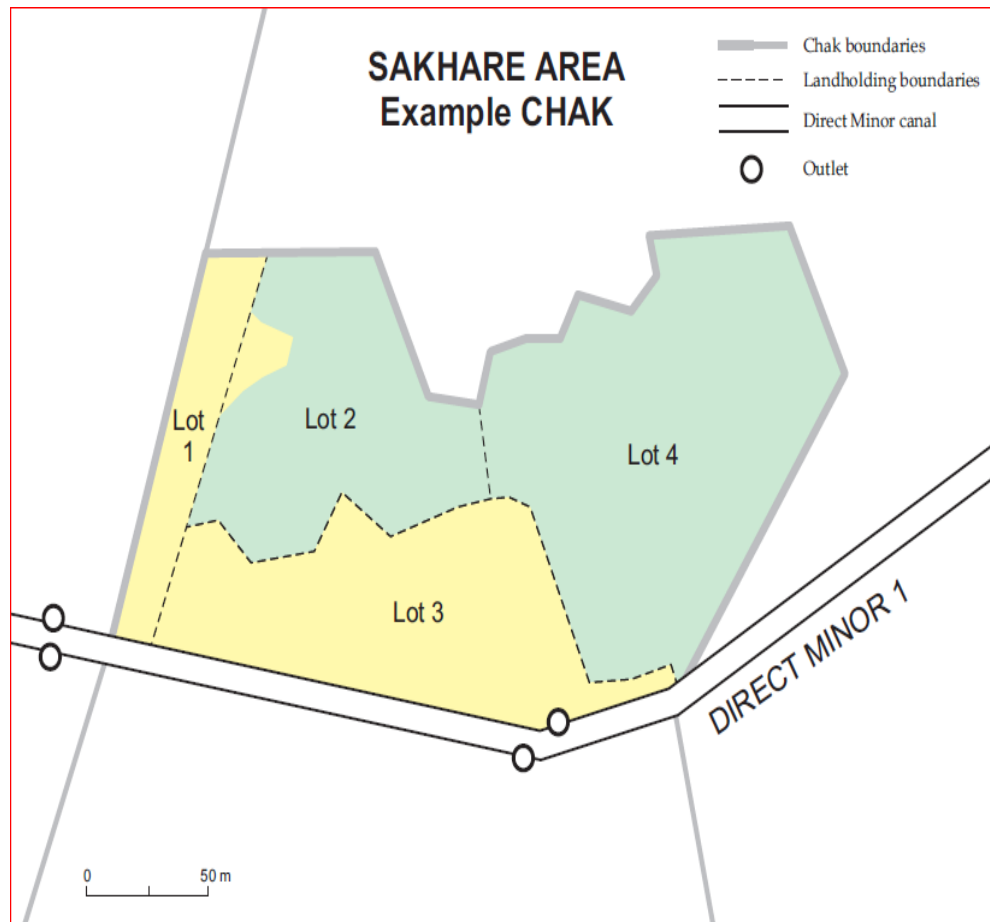 SAKHARE AREA
Example CHAK
Chak boundaries
Landholding boundaries
Direct Minor canal
Outlet
Lot
1
Lot 2
Lot 4
Lot 3
DIRECT MINOR 1
0 50 m